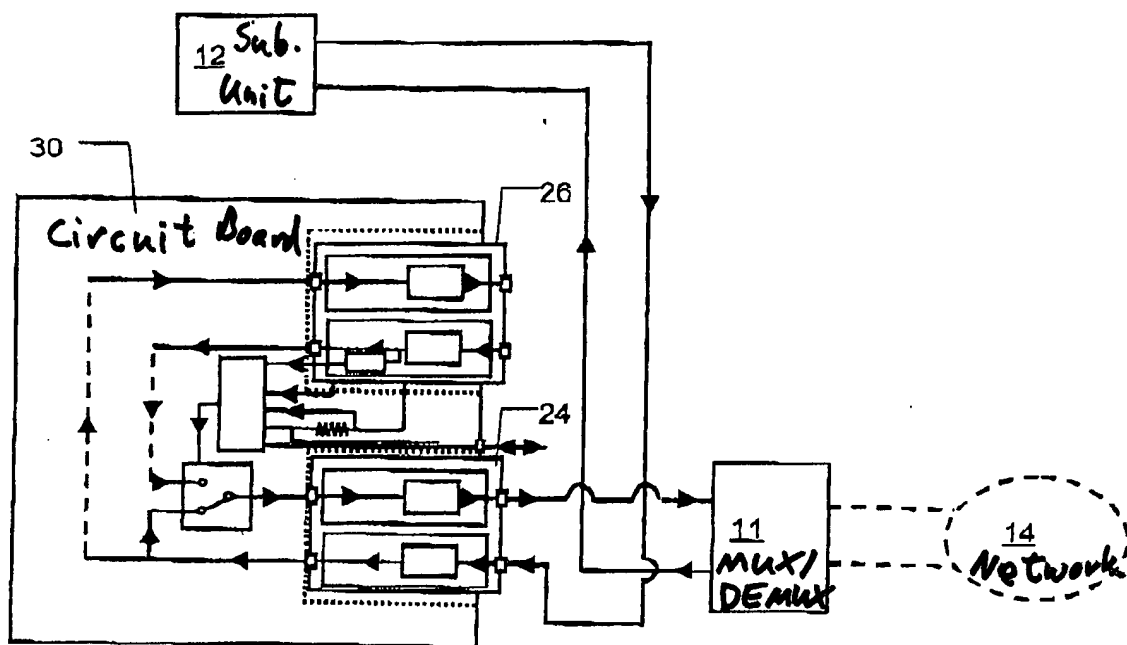 12 Sub.
Unit
30
26
Circuit Board
24
11
MUX/
DEMUX
14
Network